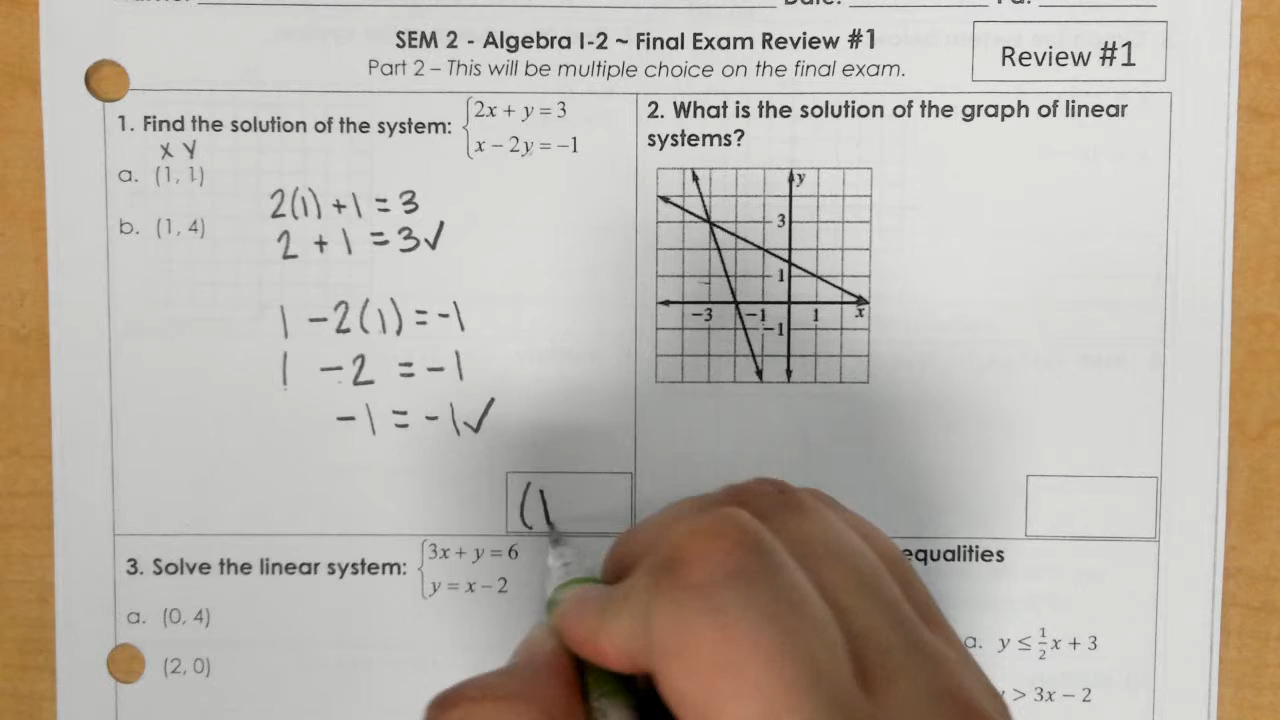 SEM 2 - Algebra I-2 ~ Final Exam Review #1
Part 2 – This will be multiple choice on the final exam.
Review #1
1. Find the solution of the system: {2x + y = 3
x − 2y = −1
X Y
a. (1, 1)
b. (1, 4)
2(1) +1 = 3
2 + 1 = 3✓
1 -2(1) = -1
1 -2 = -1
-1 = -1✓
(1
2. What is the solution of the graph of linear
systems?
y
3
1
−3 −1 1 x
−1
3. Solve the linear system: {3x + y = 6
y = x − 2
a. (0, 4)
(2, 0)
equalities
a. y ≤ 1/2 x + 3
> 3x − 2